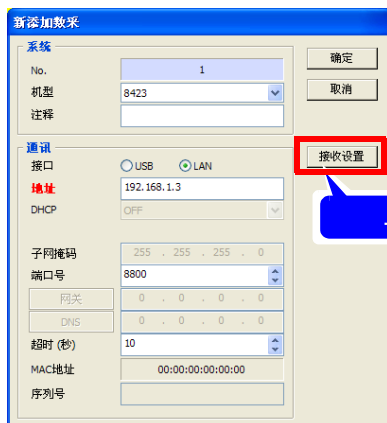 新添加数采
系统
No. 1
机型 8423
注释
确定
取消
通讯
接口 USB LAN
地址 192.168.1.3
DHCP OFF
子网掩码 255 . 255 . 255 . 0
端口号 8800
网关 0 . 0 . 0 . 0
DNS 0 . 0 . 0 . 0
超时 (秒) 10
MAC地址 00:00:00:00:00:00
序列号
接收设置